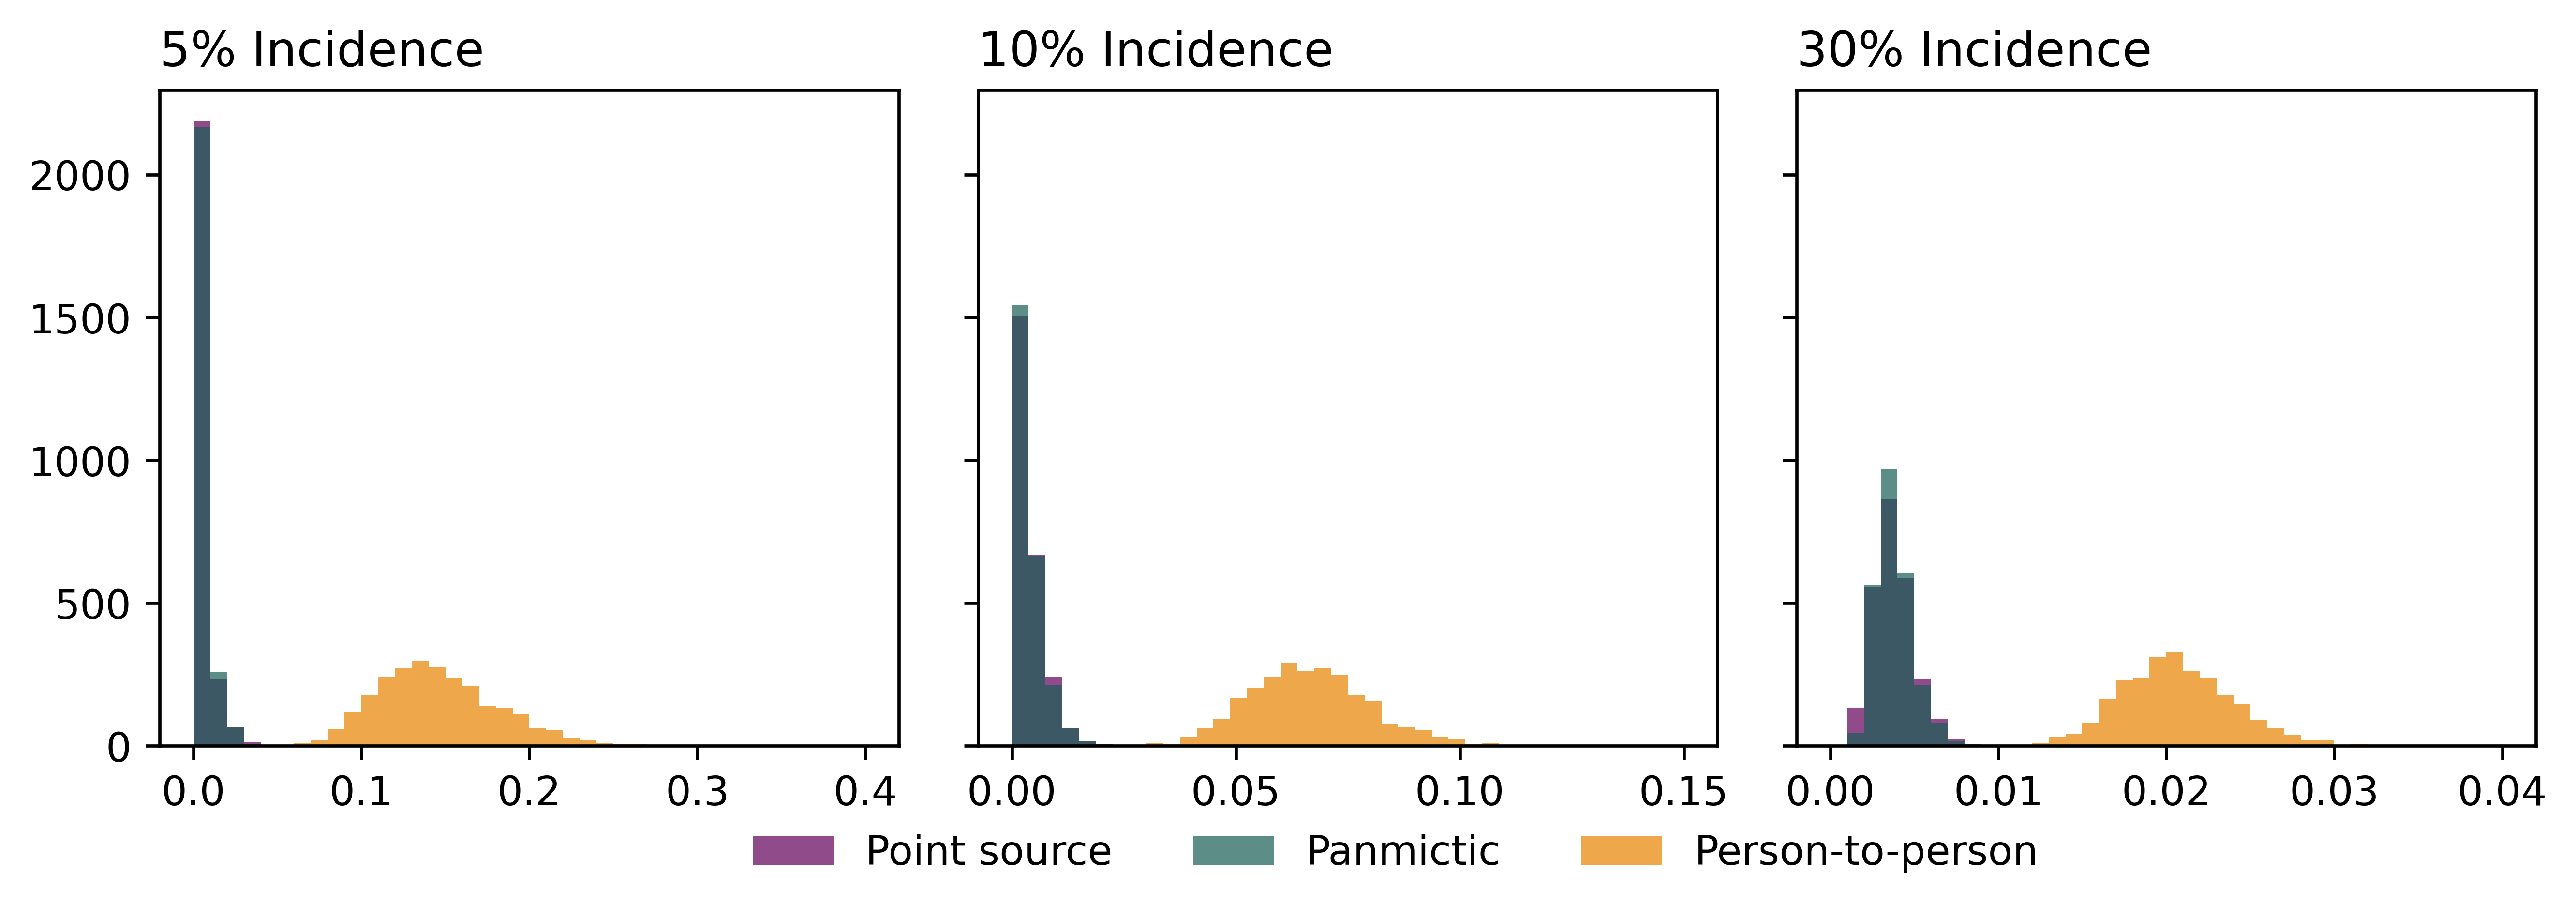 5% Incidence
10% Incidence
30% Incidence
2000
1500
1000
500
0
0.0 0.1 0.2 0.3 0.4
0.00 0.05 0.10 0.15
0.00 0.01 0.02 0.03 0.04
Point source Panmictic Person-to-person